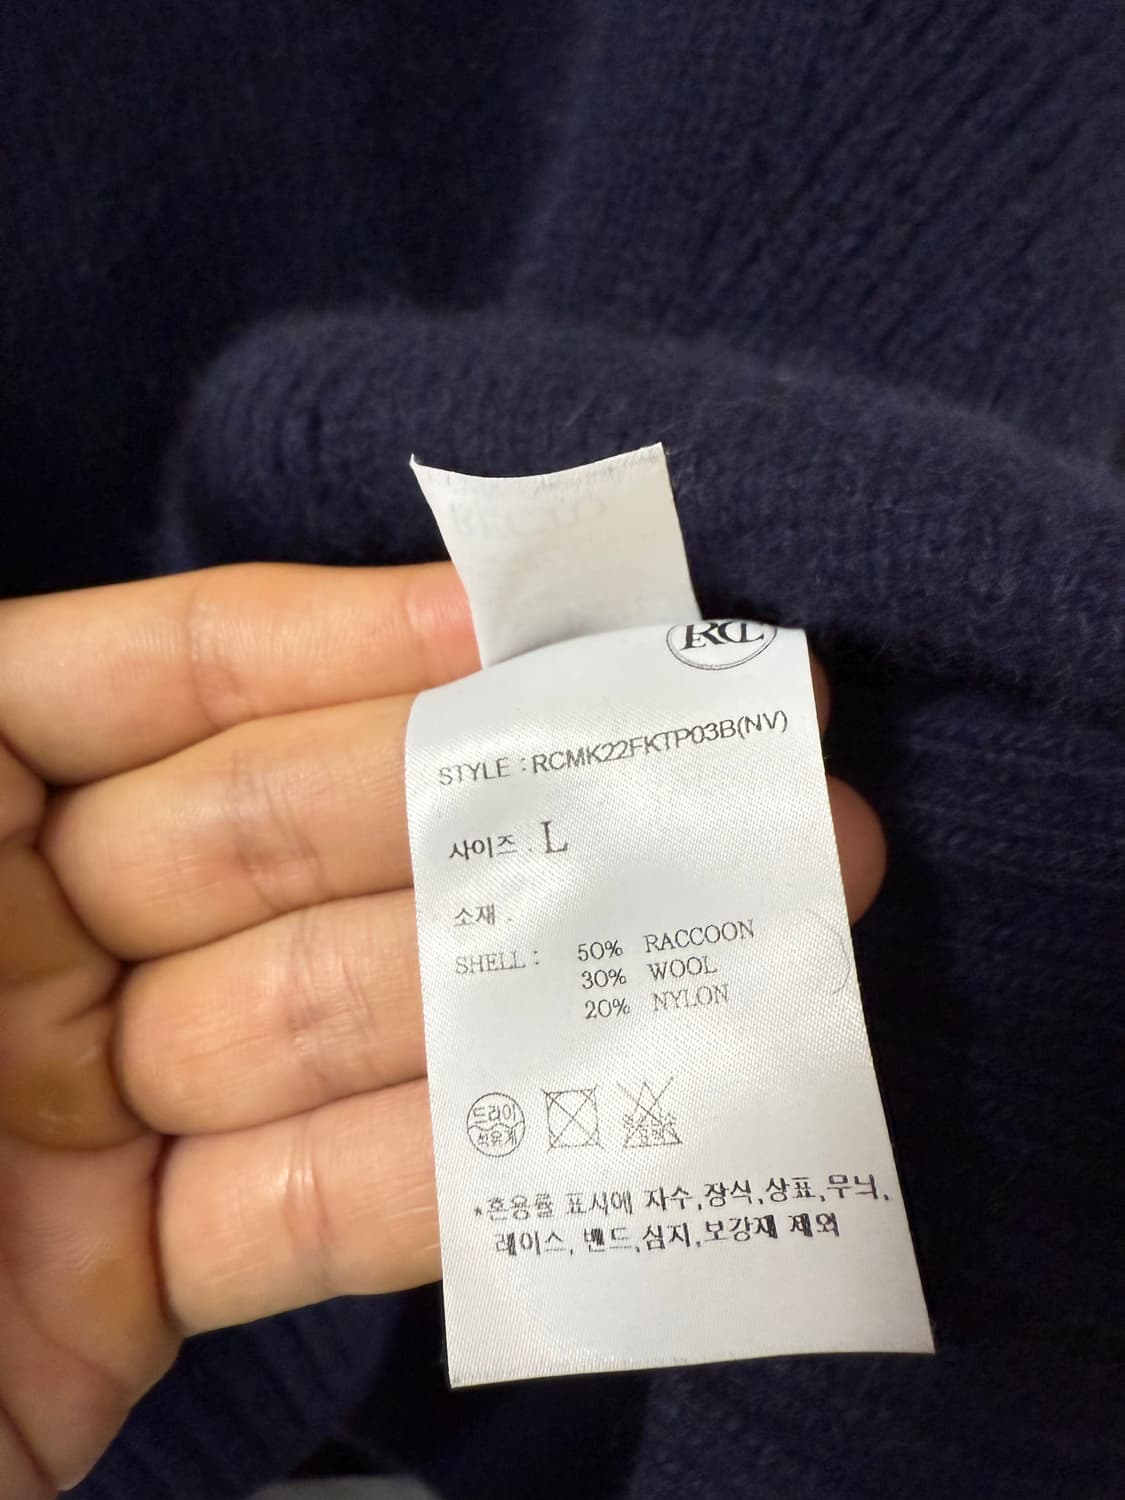 RCT
STYLE : RCMK22FKTP03B(NV)
사이즈 : L
소재 :
SHELL : 50% RACCOON
30% WOOL
20% NYLON
드라이
석유계
*혼용률 표시에 자수,장식,상표,무늬,
레이스, 밴드,심지,보강재 제외